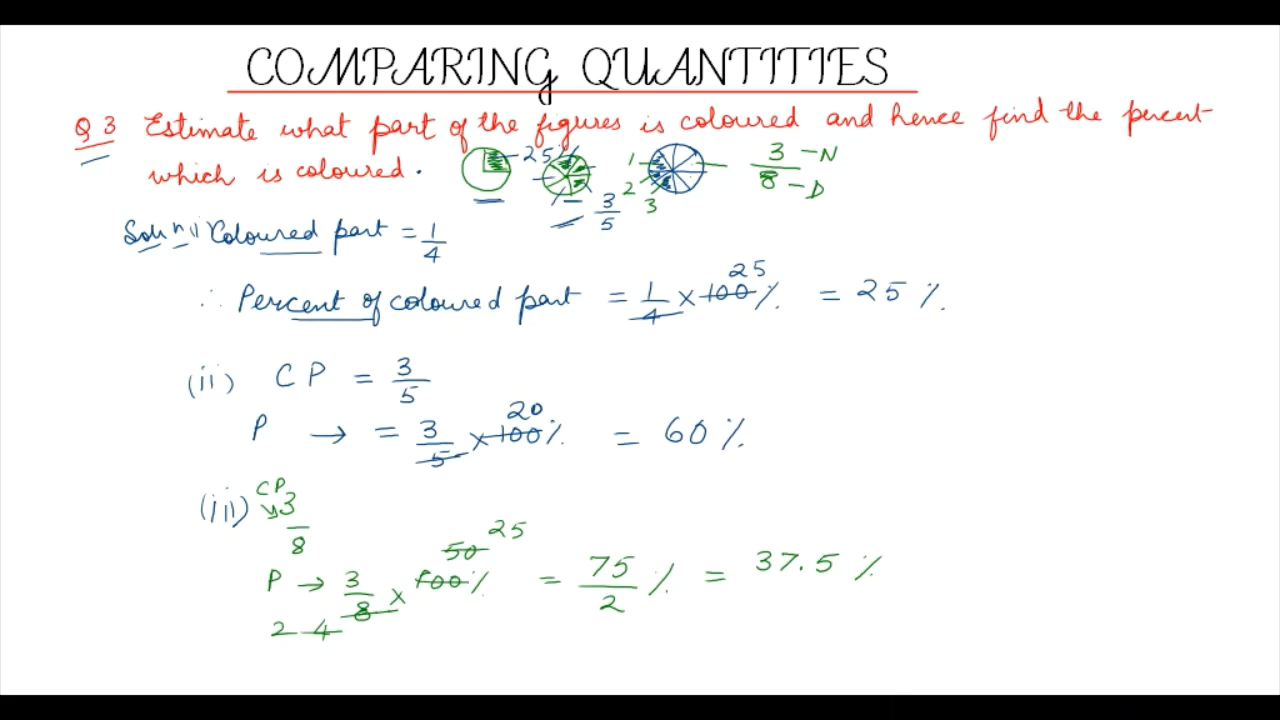 COMPARING QUANTITIES
Q 3 Estimate what part of the figures is coloured and hence find the percent
which is coloured. 25% 1 2 3 3/5 3/8 -N -D
Soln i) Coloured part = 1/4
∴ Percent of coloured part = 1/4 × 100% 25 = 25 %
(ii) CP = 3/5
P → = 3/5 × 100% 20 = 60 %
(iii) CP 3/8
P → 3/8 × 100% 50 25 = 75/2 % = 37.5 %
2 4